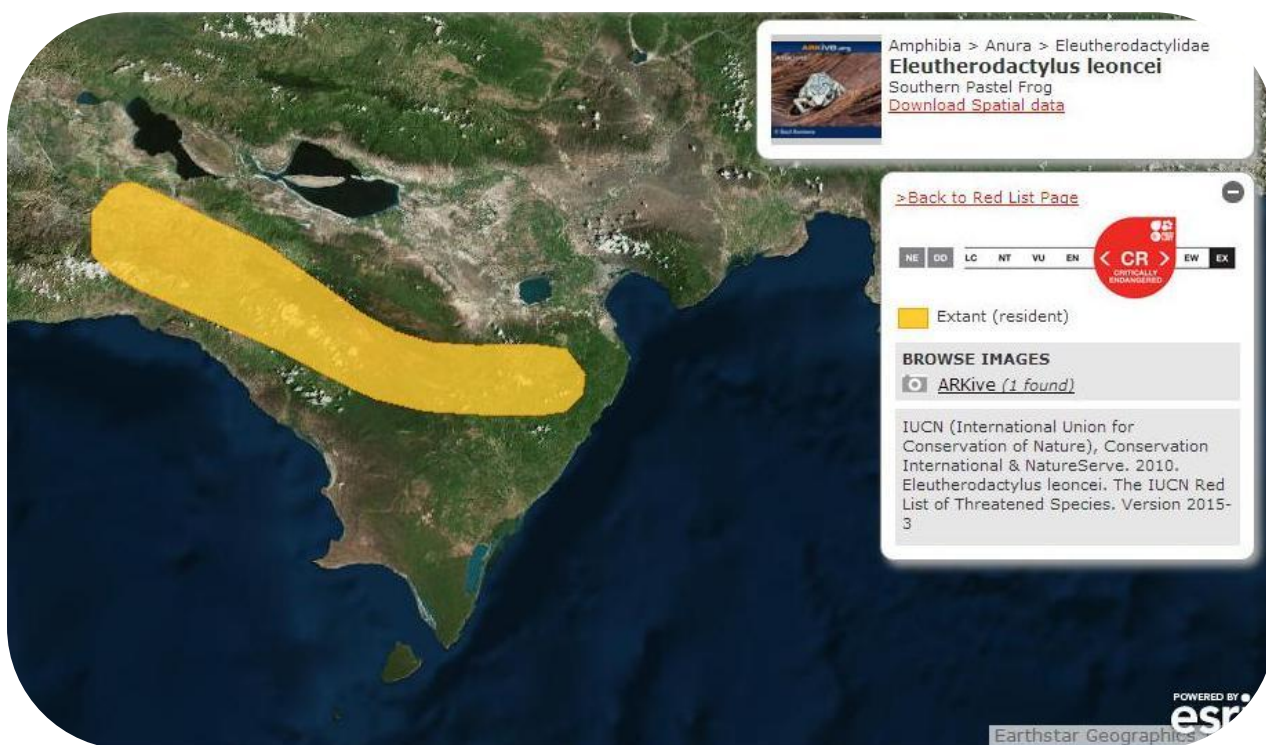 ARKIVE.org
Amphibia > Anura > Eleutherodactylidae
Eleutherodactylus leoncei
Southern Pastel Frog
Download Spatial data
>Back to Red List Page
NE DD LC NT VU EN < CR > EW EX
CRITICALLY
ENDANGERED
Extant (resident)
BROWSE IMAGES
ARKive (1 found)
IUCN (International Union for
Conservation of Nature), Conservation
International & NatureServe. 2010.
Eleutherodactylus leoncei. The IUCN Red
List of Threatened Species. Version 2015-
3
POWERED BY
esri
Earthstar Geographics